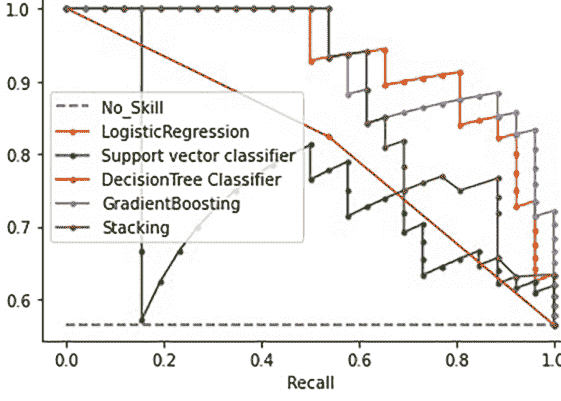 1.0
0.9
0.8
0.7
0.6
No_Skill
LogisticRegression
Support vector classifier
DecisionTree Classifier
GradientBoosting
Stacking
0.0 0.2 0.4 0.6 0.8 1.0
Recall